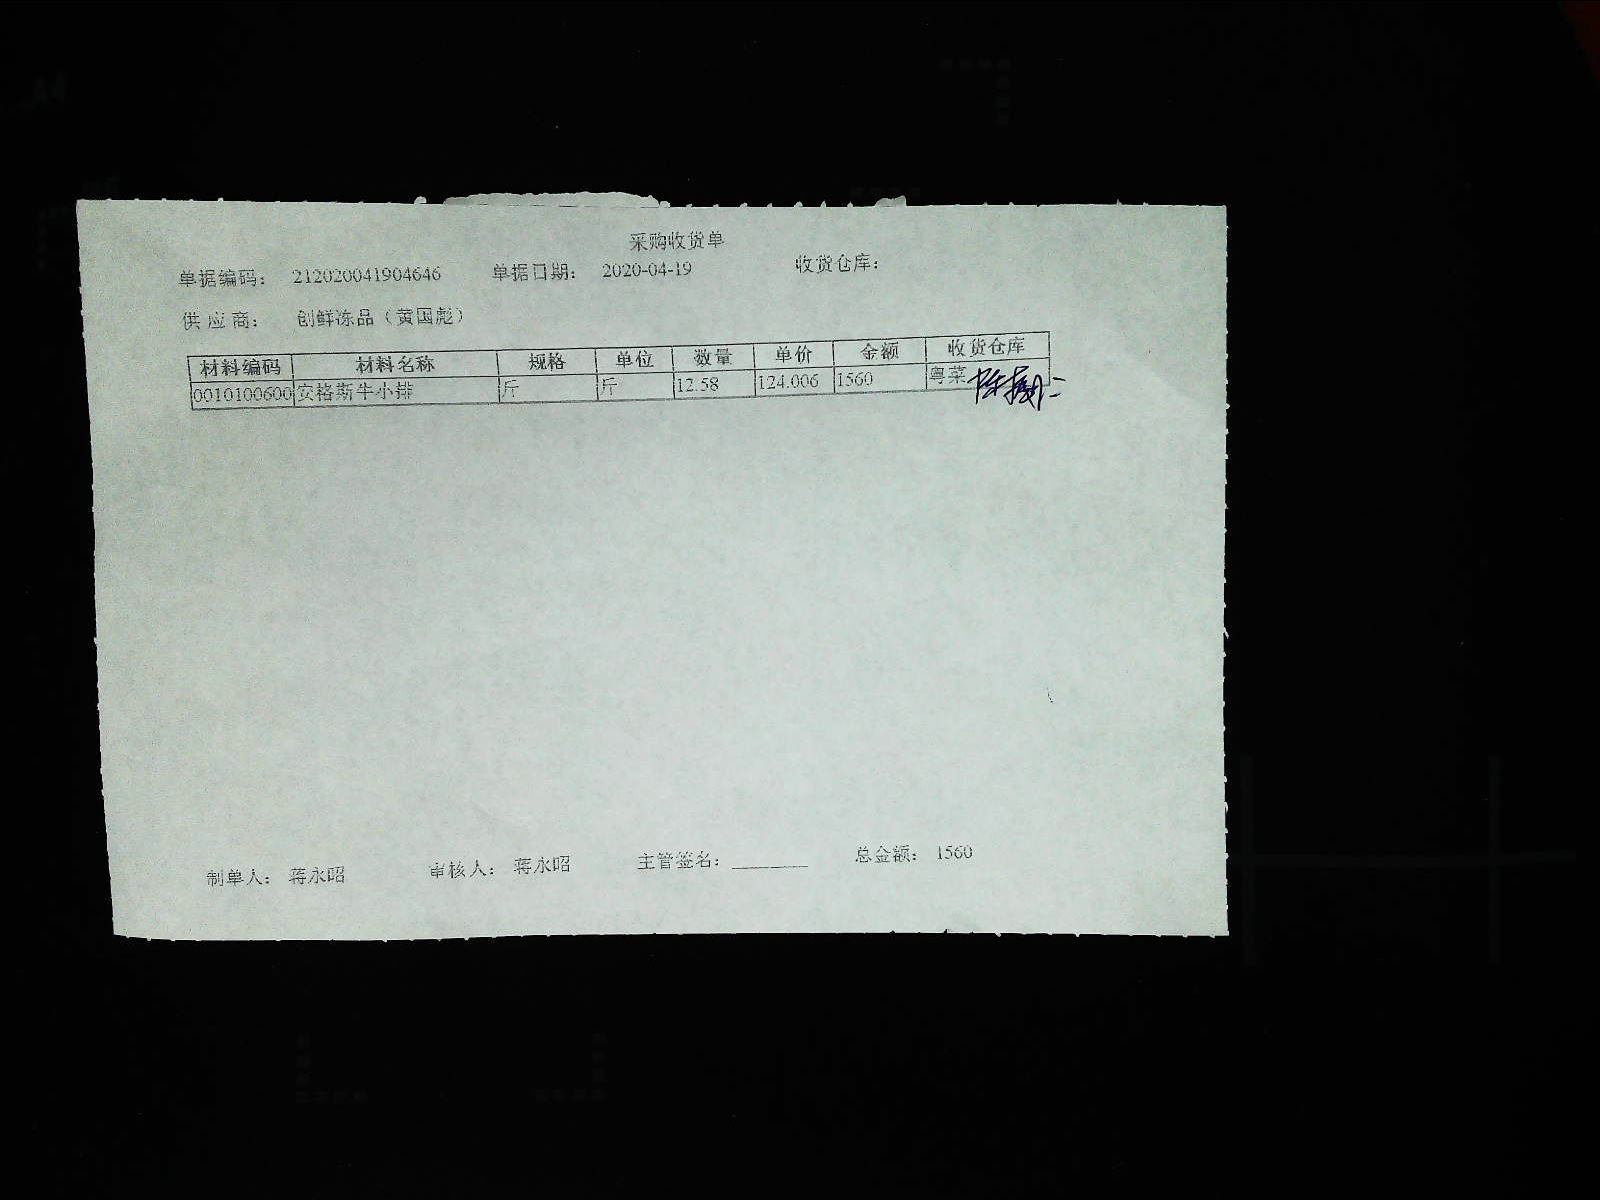 采购收货单
单据编码： 212020041904646 单据日期： 2020-04-19 收货仓库：
供 应 商： 创鲜冻品（黄国彪）
材料编码 材料名称 规格 单位 数量 单价 金额 收货仓库
0010100600 安格斯牛小排 斤 斤 12.58 124.006 1560 粤菜
制单人： 蒋永昭 审核人： 蒋永昭 主管签名： 总金额： 1560